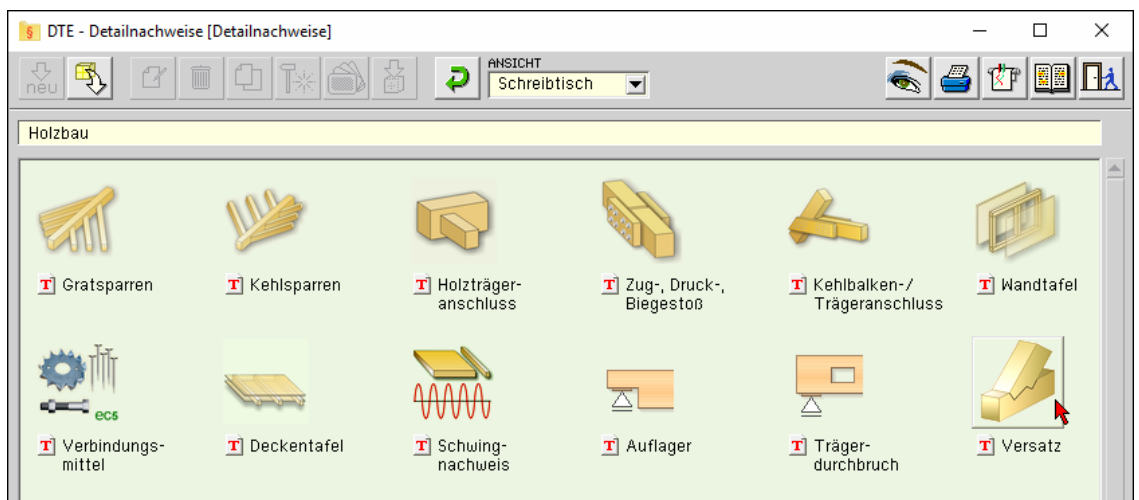 DTE - Detailnachweise [Detailnachweise]
neu
ANSICHT
Schreibtisch
Holzbau
Gratsparren
Kehlsparren
Holzträger-
anschluss
Zug-, Druck-,
Biegestoß
Kehlbalken-/
Trägeranschluss
Wandtafel
ec5
Verbindungs-
mittel
Deckentafel
Schwing-
nachweis
Auflager
Träger-
durchbruch
Versatz